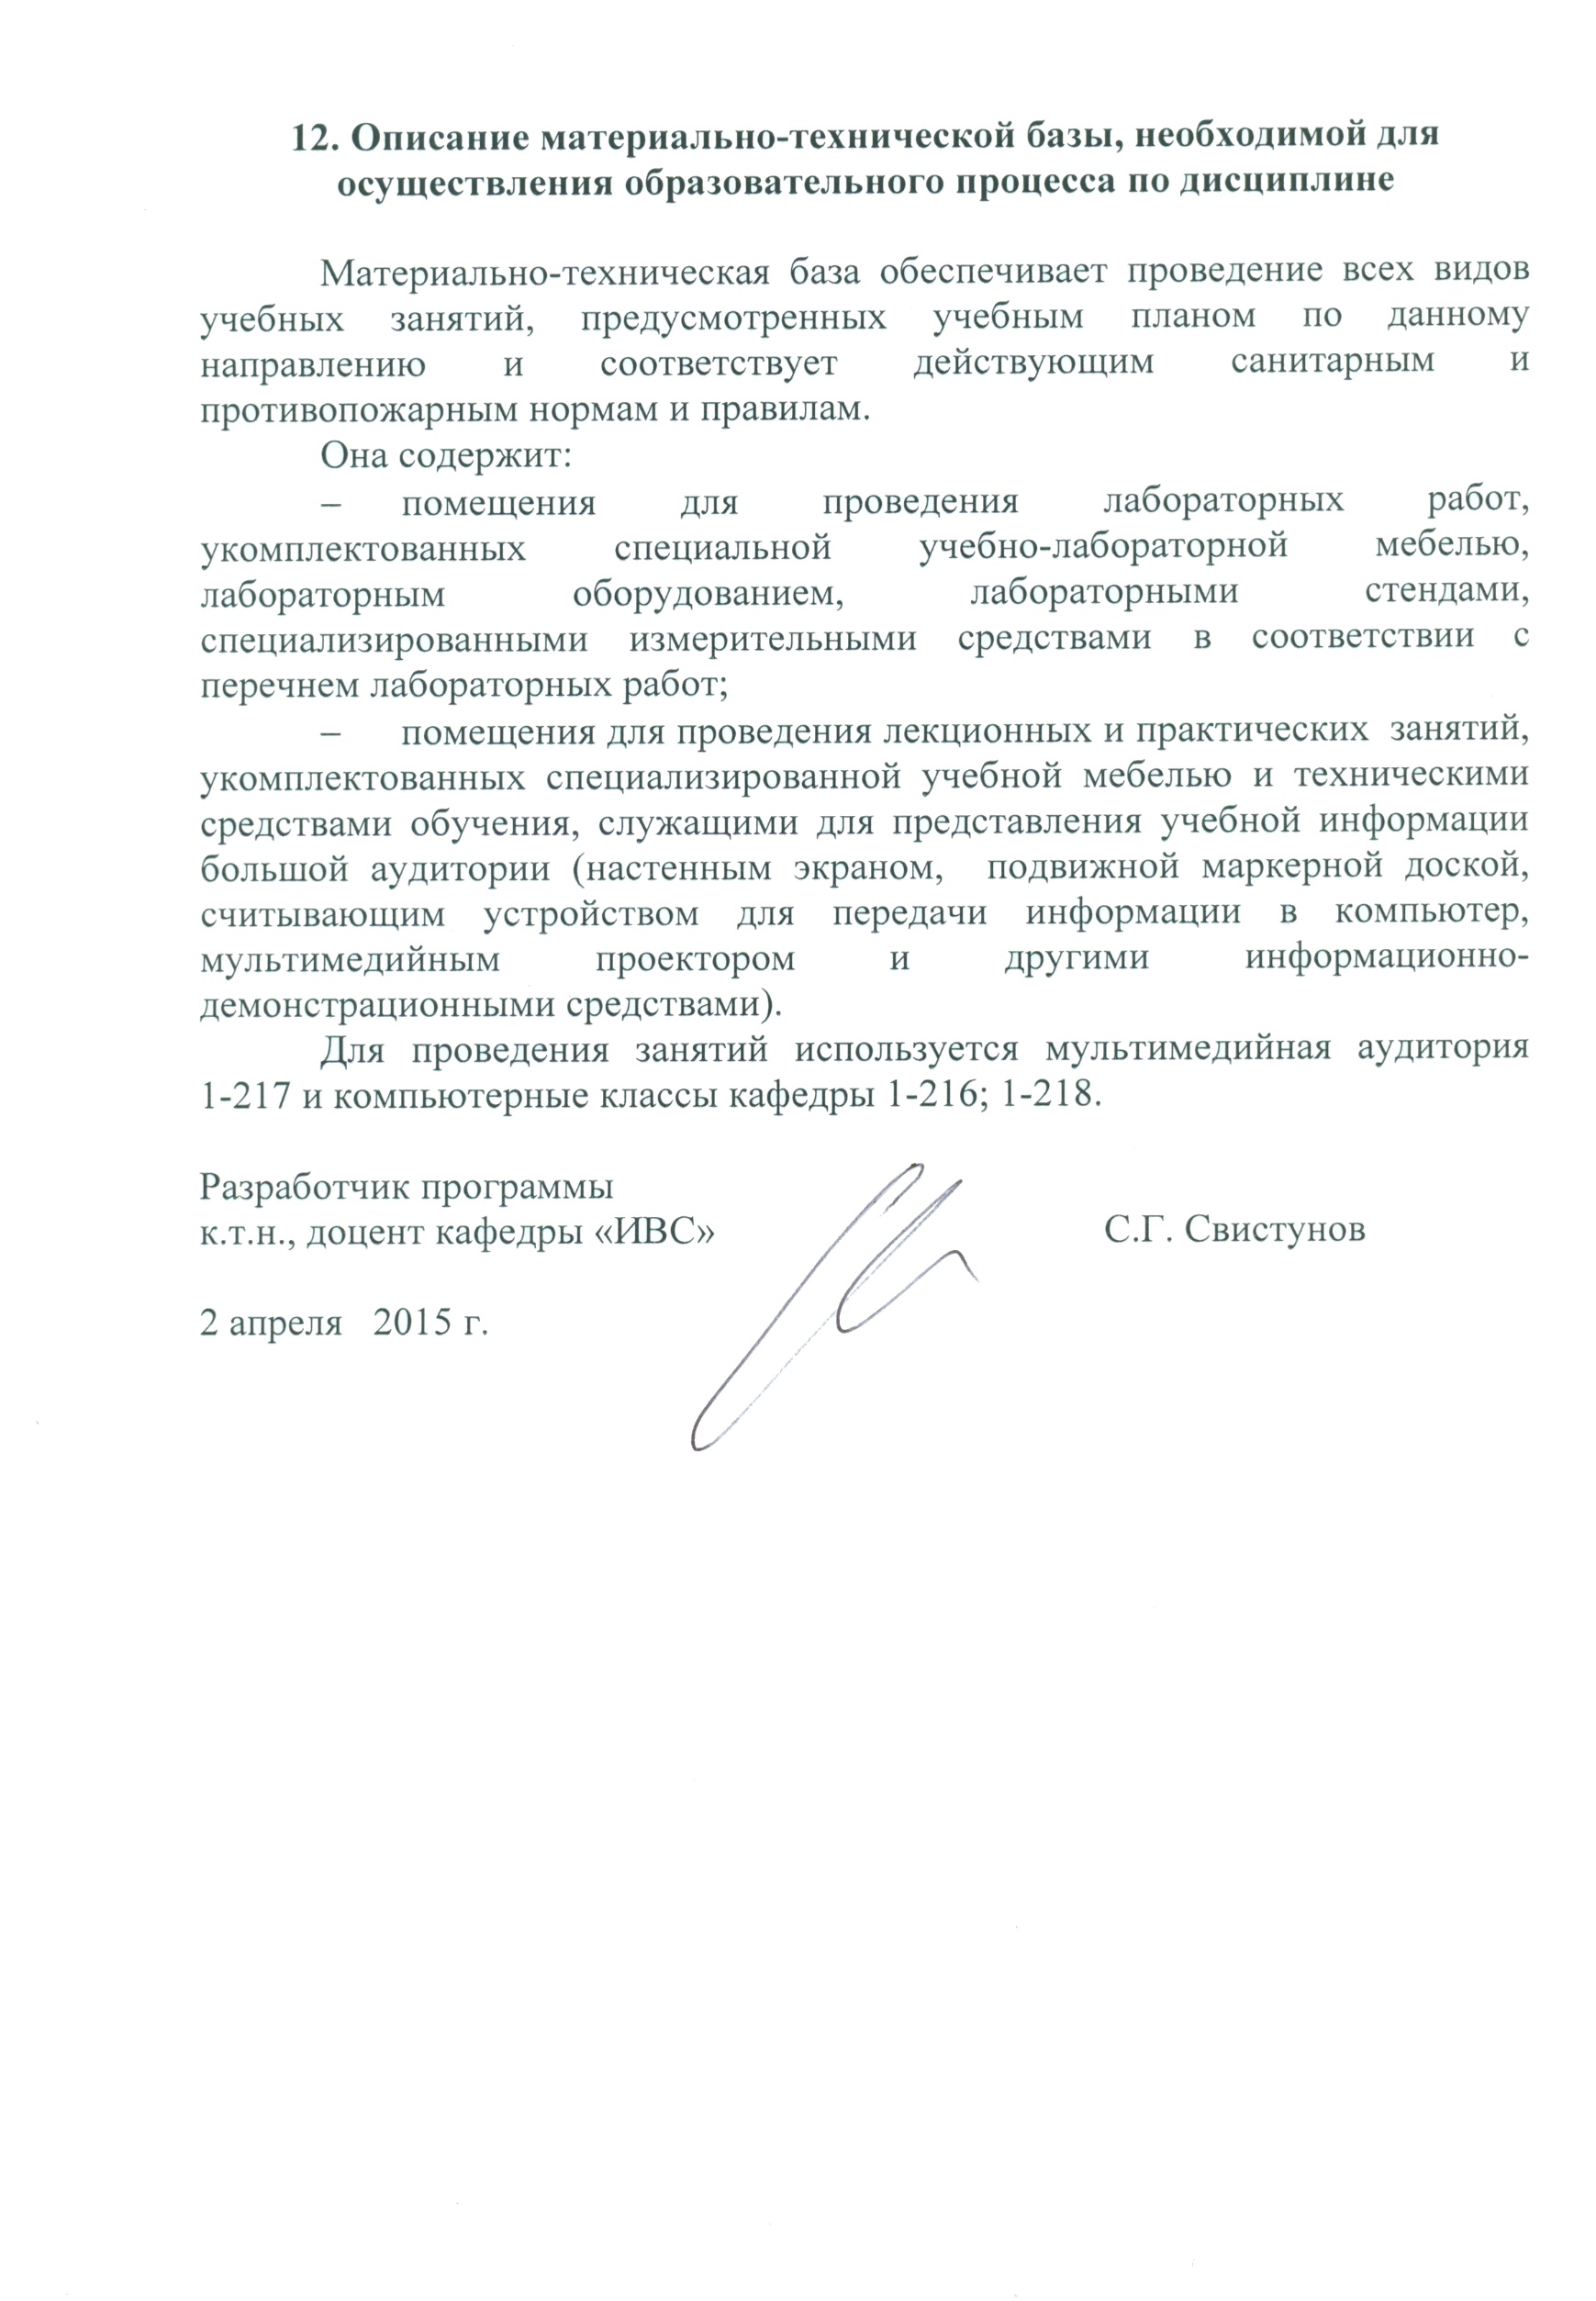 12. Описание материально-технической базы, необходимой для
осуществления образовательного процесса по дисциплине
Материально-техническая база обеспечивает проведение всех видов
учебных занятий, предусмотренных учебным планом по данному
направлению и соответствует действующим санитарным и
противопожарным нормам и правилам.
Она содержит:
– помещения для проведения лабораторных работ,
укомплектованных специальной учебно-лабораторной мебелью,
лабораторным оборудованием, лабораторными стендами,
специализированными измерительными средствами в соответствии с
перечнем лабораторных работ;
– помещения для проведения лекционных и практических занятий,
укомплектованных специализированной учебной мебелью и техническими
средствами обучения, служащими для представления учебной информации
большой аудитории (настенным экраном, подвижной маркерной доской,
считывающим устройством для передачи информации в компьютер,
мультимедийным проектором и другими информационно-
демонстрационными средствами).
Для проведения занятий используется мультимедийная аудитория
1-217 и компьютерные классы кафедры 1-216; 1-218.
Разработчик программы
к.т.н., доцент кафедры «ИВС» С.Г. Свистунов
2 апреля 2015 г.